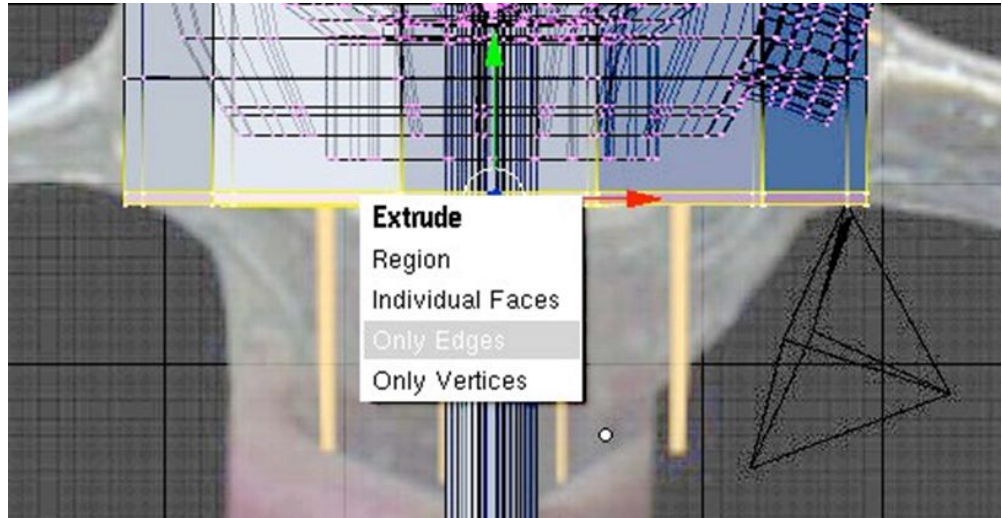 Extrude
Region
Individual Faces
Only Edges
Only Vertices